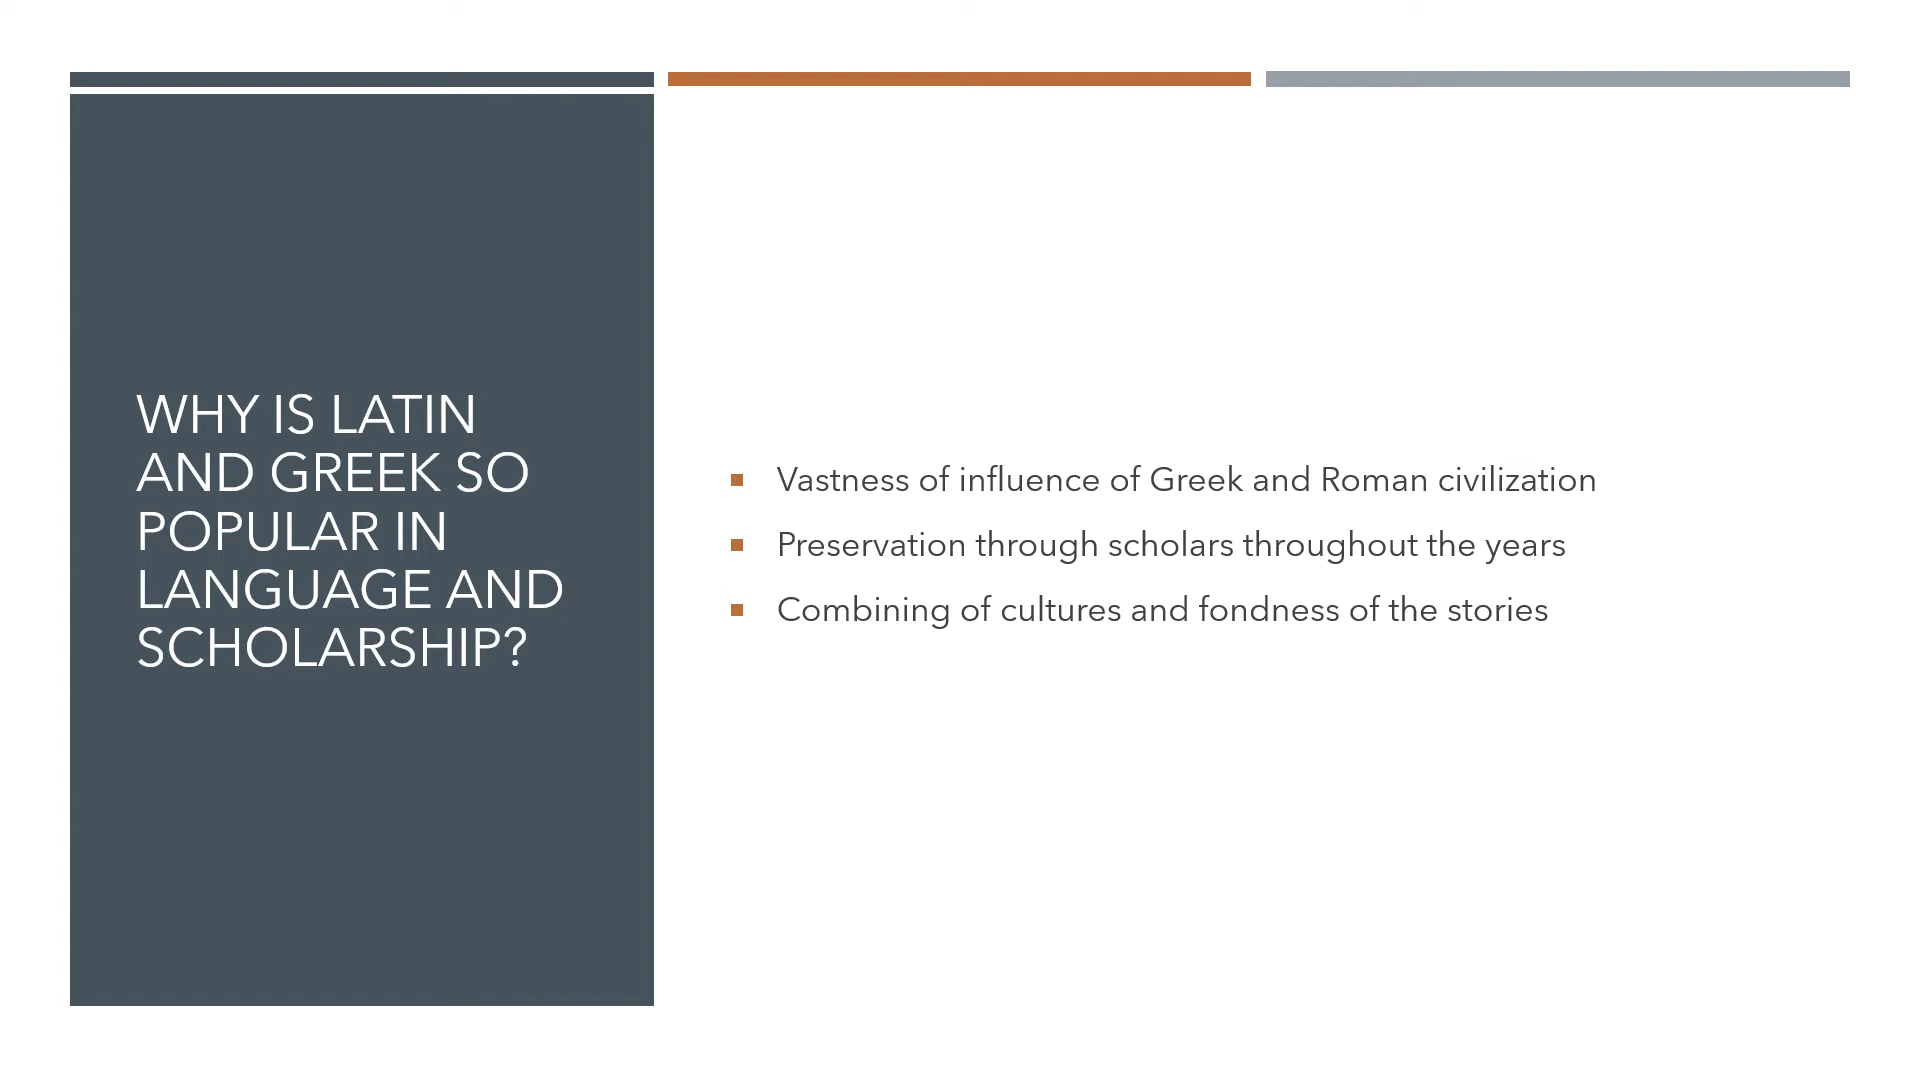 WHY IS LATIN
AND GREEK SO
POPULAR IN
LANGUAGE AND
SCHOLARSHIP?
Vastness of influence of Greek and Roman civilization
Preservation through scholars throughout the years
Combining of cultures and fondness of the stories